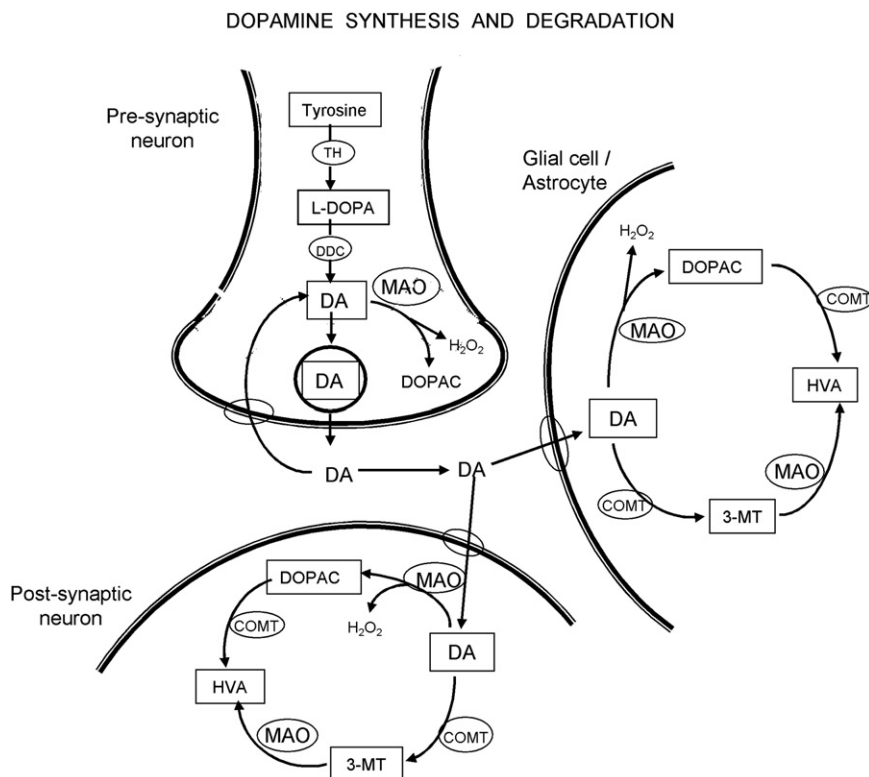 DOPAMINE SYNTHESIS AND DEGRADATION
Pre-synaptic
neuron
Tyrosine
TH
L-DOPA
DDC
DA
MAO
H₂O₂
DOPAC
DA
DA
DA
Glial cell /
Astrocyte
H₂O₂
DOPAC
COMT
MAO
HVA
DA
MAO
COMT
3-MT
Post-synaptic
neuron
DOPAC
MAO
H₂O₂
COMT
DA
HVA
MAO
COMT
3-MT